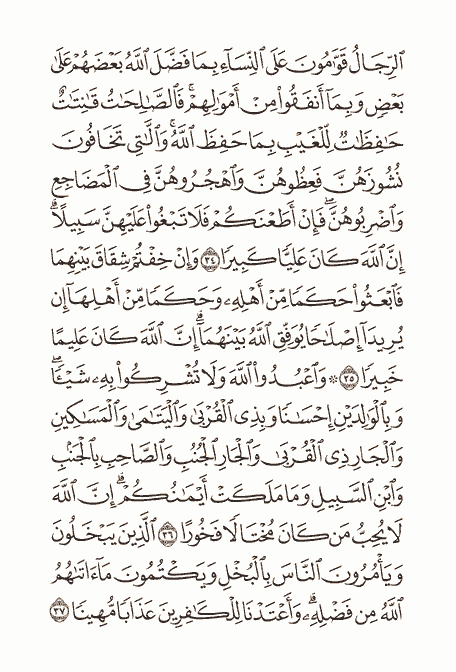 ٱلرِّجَالُ قَوَّٰمُونَ عَلَى ٱلنِّسَآءِ بِمَا فَضَّلَ ٱللَّهُ بَعْضَهُمْ عَلَىٰ
بَعْضٍ وَبِمَآ أَنفَقُوا۟ مِنْ أَمْوَٰلِهِمْ ۚ فَٱلصَّٰلِحَٰتُ قَٰنِتَٰتٌ
حَٰفِظَٰتٌ لِّلْغَيْبِ بِمَا حَفِظَ ٱللَّهُ ۚ وَٱلَّٰتِى تَخَافُونَ
نُشُوزَهُنَّ فَعِظُوهُنَّ وَٱهْجُرُوهُنَّ فِى ٱلْمَضَاجِعِ
وَٱضْرِبُوهُنَّ ۖ فَإِنْ أَطَعْنَكُمْ فَلَا تَبْغُوا۟ عَلَيْهِنَّ سَبِيلًا ۗ
إِنَّ ٱللَّهَ كَانَ عَلِيًّا كَبِيرًا ٣٤ وَإِنْ خِفْتُمْ شِقَاقَ بَيْنِهِمَا
فَٱبْعَثُوا۟ حَكَمًا مِّنْ أَهْلِهِۦ وَحَكَمًا مِّنْ أَهْلِهَآ إِن
يُرِيدَآ إِصْلَٰحًا يُوَفِّقِ ٱللَّهُ بَيْنَهُمَآ ۗ إِنَّ ٱللَّهَ كَانَ عَلِيمًا
خَبِيرًا ٣٥ ۞ وَٱعْبُدُوا۟ ٱللَّهَ وَلَا تُشْرِكُوا۟ بِهِۦ شَيْـًٔا ۖ
وَبِٱلْوَٰلِدَيْنِ إِحْسَٰنًا وَبِذِى ٱلْقُرْبَىٰ وَٱلْيَتَٰمَىٰ وَٱلْمَسَٰكِينِ
وَٱلْجَارِ ذِى ٱلْقُرْبَىٰ وَٱلْجَارِ ٱلْجُنُبِ وَٱلصَّاحِبِ بِٱلْجَنۢبِ
وَٱبْنِ ٱلسَّبِيلِ وَمَا مَلَكَتْ أَيْمَٰنُكُمْ ۗ إِنَّ ٱللَّهَ
لَا يُحِبُّ مَن كَانَ مُخْتَالًا فَخُورًا ٣٦ ٱلَّذِينَ يَبْخَلُونَ
وَيَأْمُرُونَ ٱلنَّاسَ بِٱلْبُخْلِ وَيَكْتُمُونَ مَآ ءَاتَىٰهُمُ
ٱللَّهُ مِن فَضْلِهِۦ ۗ وَأَعْتَدْنَا لِلْكَٰفِرِينَ عَذَابًا مُّهِينًا ٣٧